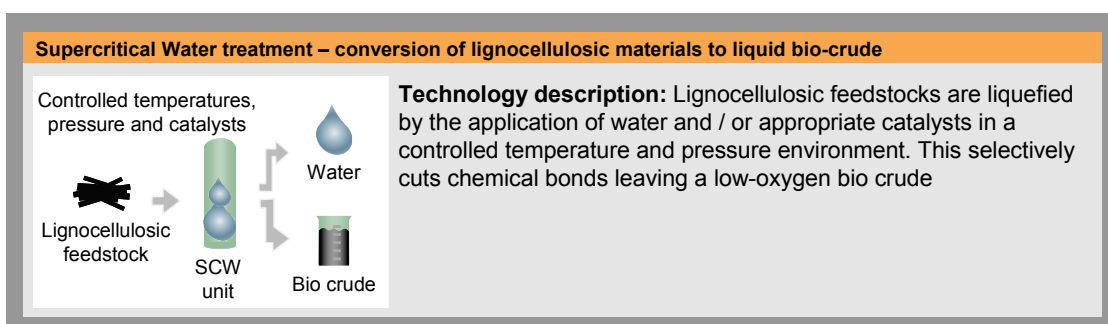 Supercritical Water treatment – conversion of lignocellulosic materials to liquid bio-crude
Controlled temperatures,
pressure and catalysts
Lignocellulosic
feedstock
SCW
unit
Water
Bio crude
Technology description: Lignocellulosic feedstocks are liquefied
by the application of water and / or appropriate catalysts in a
controlled temperature and pressure environment. This selectively
cuts chemical bonds leaving a low-oxygen bio crude